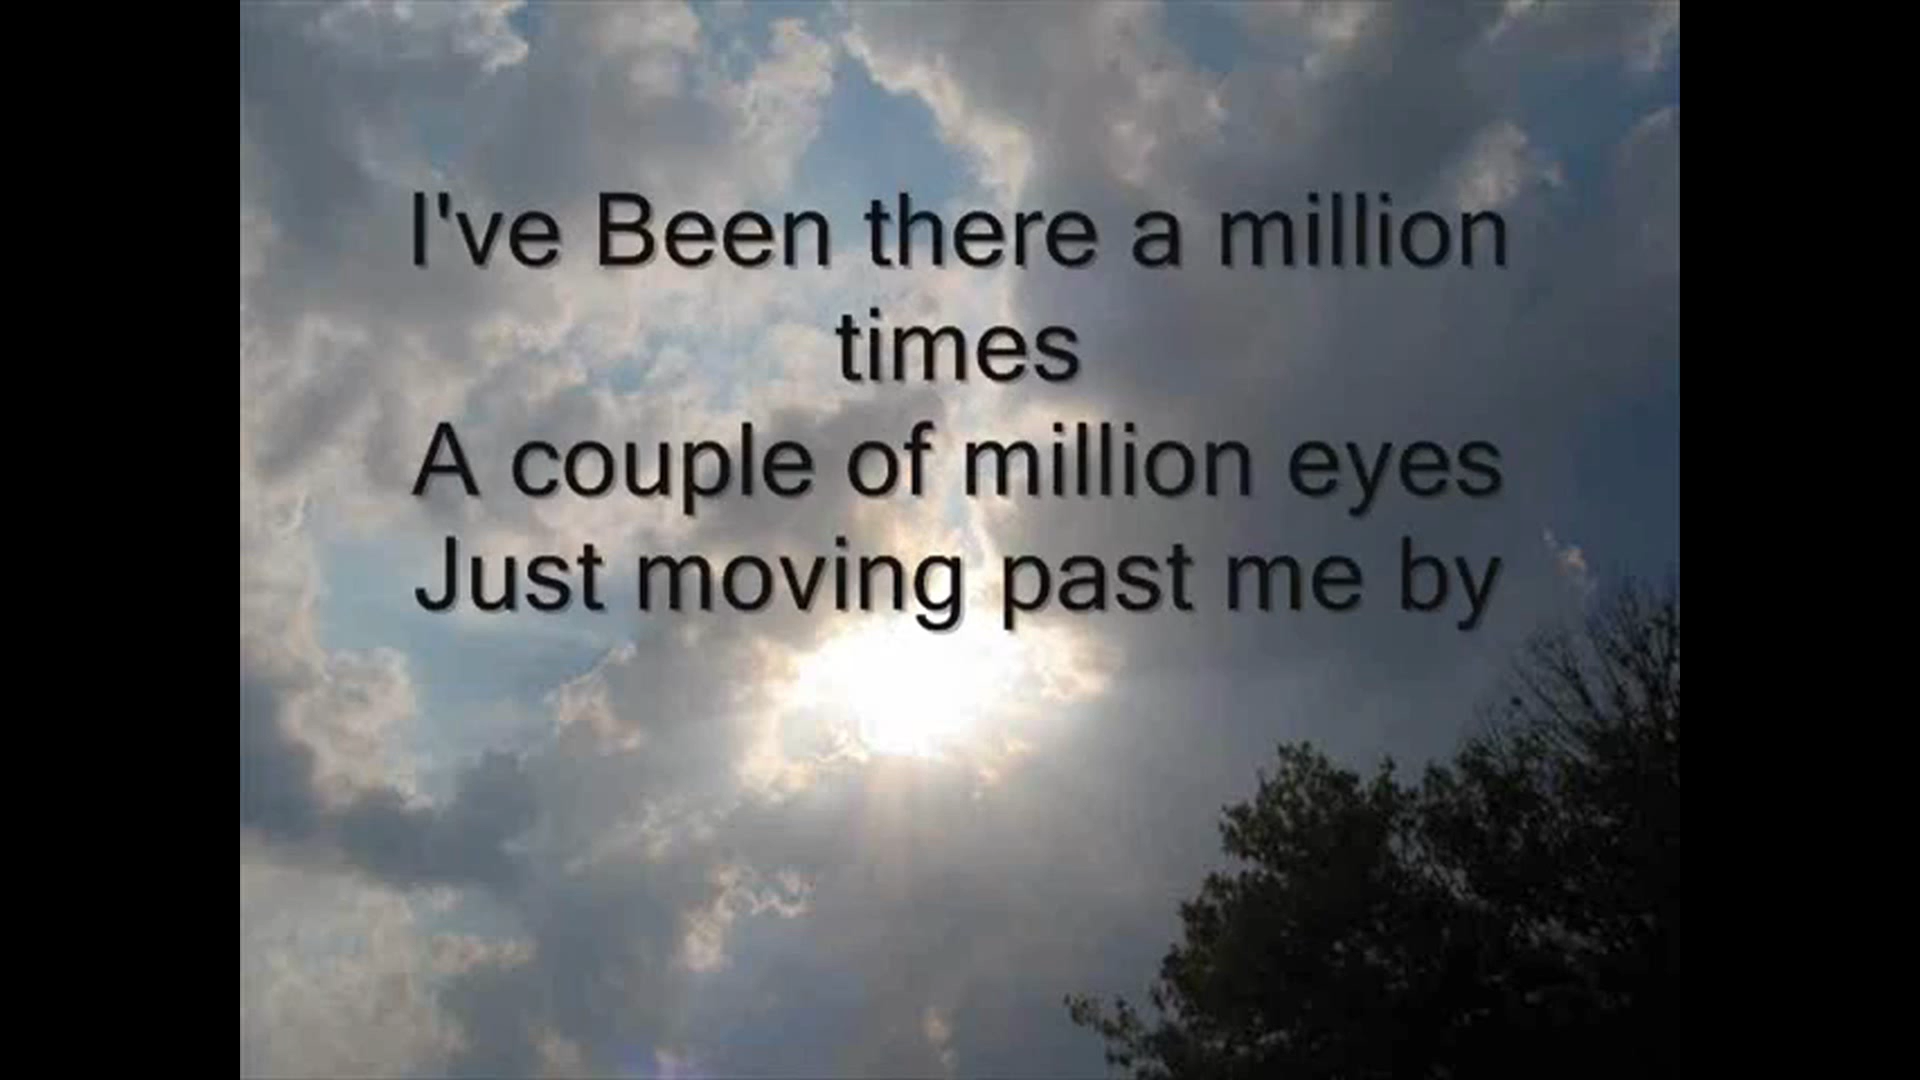 I've Been there a million
times
A couple of million eyes
Just moving past me by